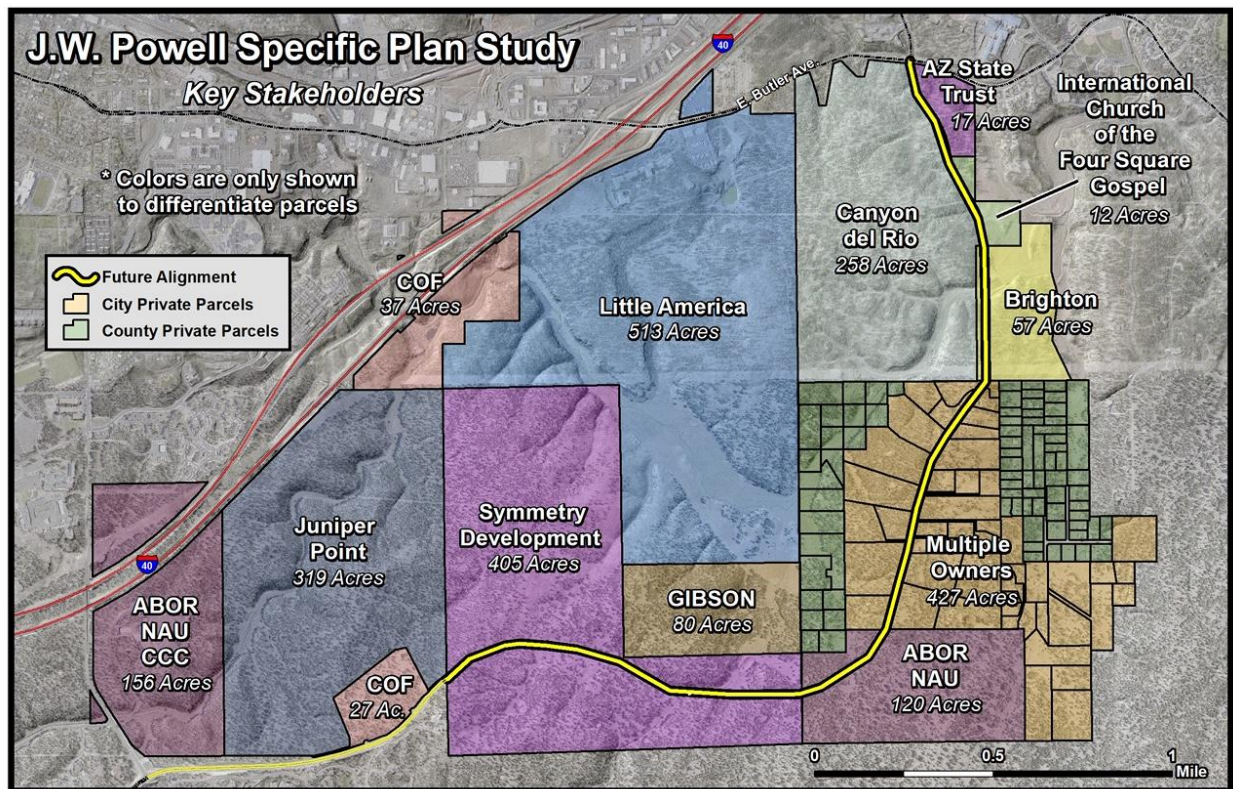 J.W. Powell Specific Plan Study
Key Stakeholders
* Colors are only shown
to differentiate parcels
Future Alignment
City Private Parcels
County Private Parcels
40
E. Butler Ave.
AZ State
Trust
17 Acres
International
Church
of the
Four Square
Gospel
12 Acres
Canyon
del Rio
258 Acres
COF
37 Acres
Little America
513 Acres
Brighton
57 Acres
Juniper
Point
319 Acres
Symmetry
Development
405 Acres
Multiple
Owners
427 Acres
40
ABOR
NAU
CCC
156 Acres
GIBSON
80 Acres
COF
27 Ac.
ABOR
NAU
120 Acres
0
0.5
1
Mile